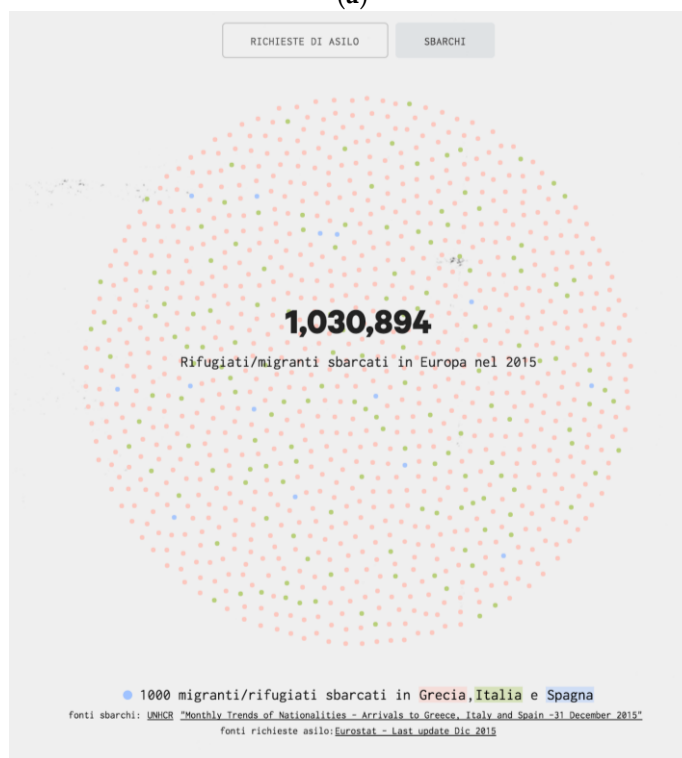 (a)
RICHIESTE DI ASILO SBARCHI
1,030,894
Rifugiati/migranti sbarcati in Europa nel 2015
1000 migranti/rifugiati sbarcati in Grecia,Italia e Spagna
fonti sbarchi: UNHCR "Monthly Trends of Nationalities - Arrivals to Greece, Italy and Spain -31 December 2015"
fonti richieste asilo:Eurostat - Last update Dic 2015